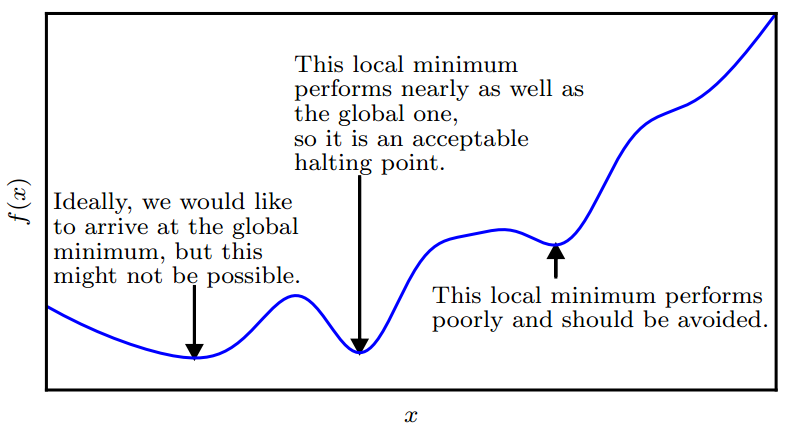 This local minimum
performs nearly as well as
the global one,
so it is an acceptable
halting point.
Ideally, we would like
to arrive at the global
minimum, but this
might not be possible.
This local minimum performs
poorly and should be avoided.
f(x)
x